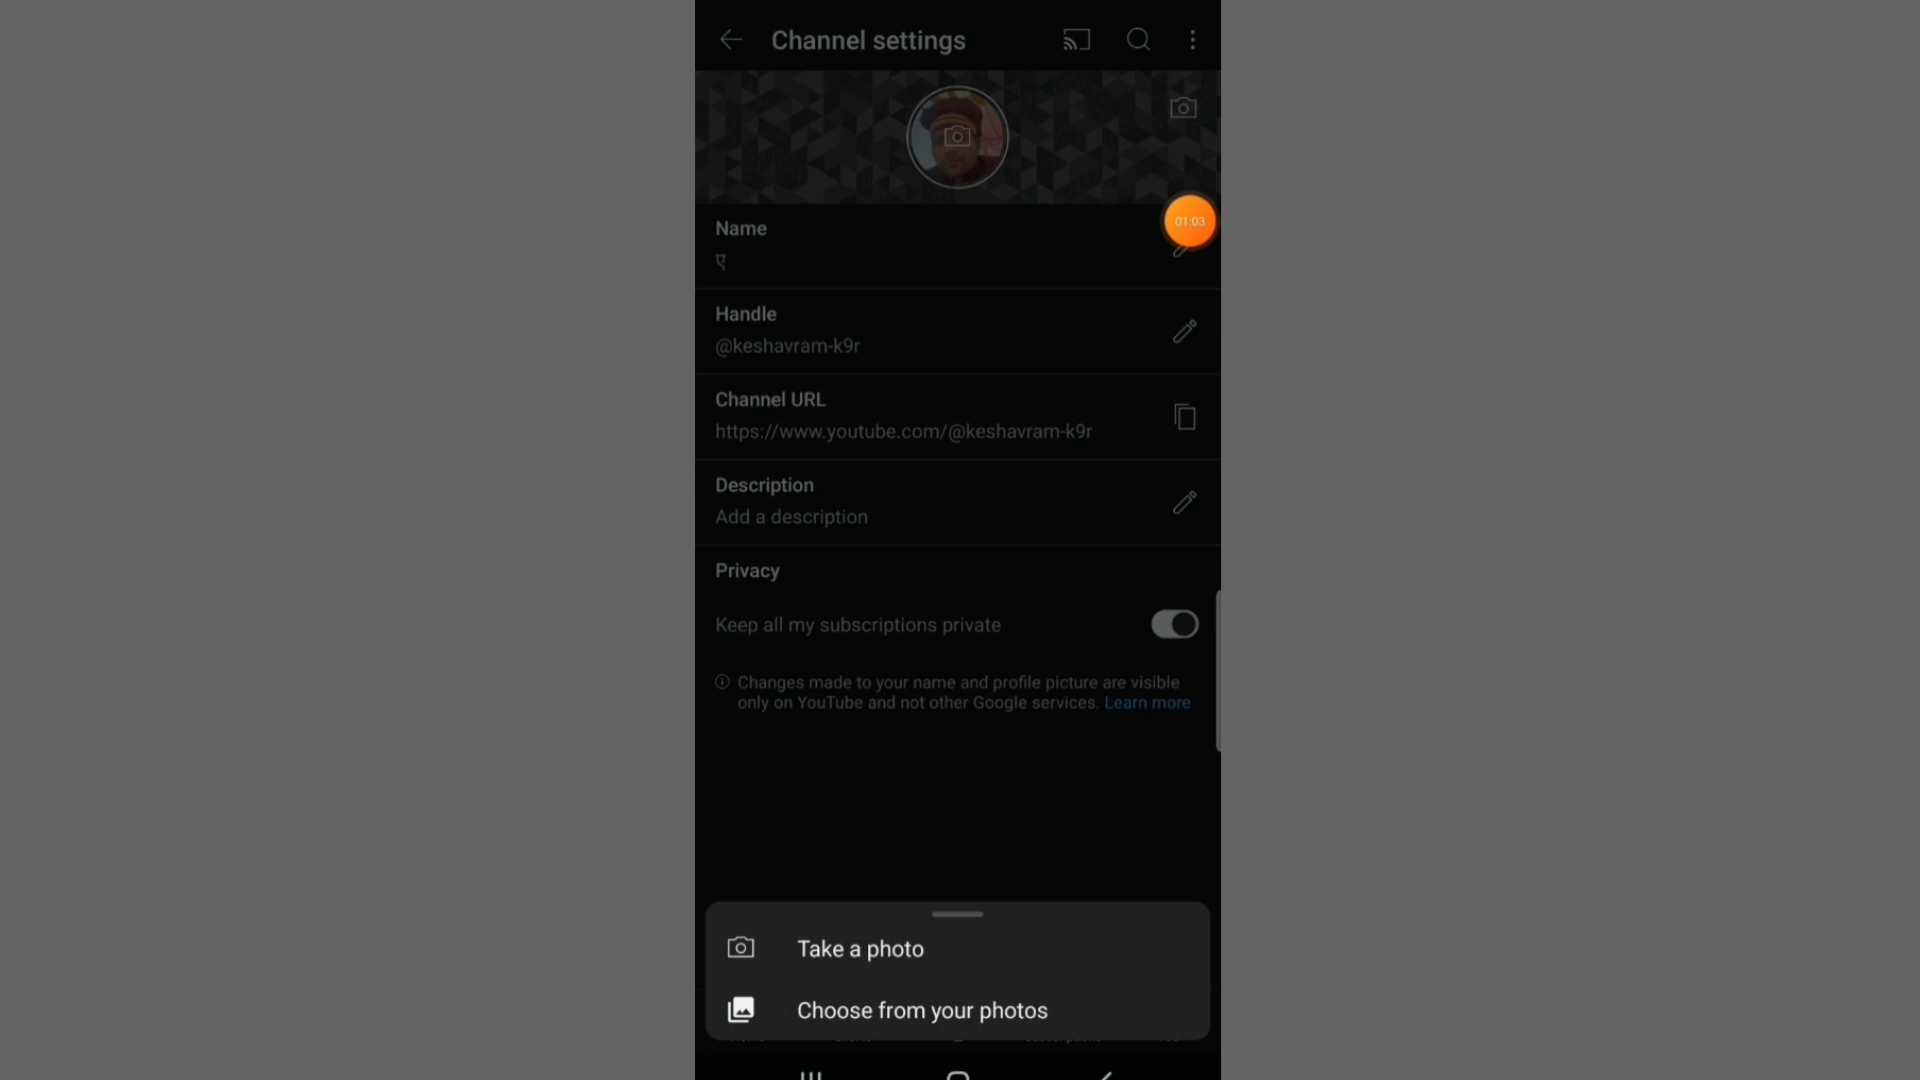 Channel settings
01:03
Name
ए
Handle
@keshavram-k9r
Channel URL
https://www.youtube.com/@keshavram-k9r
Description
Add a description
Privacy
Keep all my subscriptions private
Changes made to your name and profile picture are visible
only on YouTube and not other Google services. Learn more
Take a photo
Choose from your photos